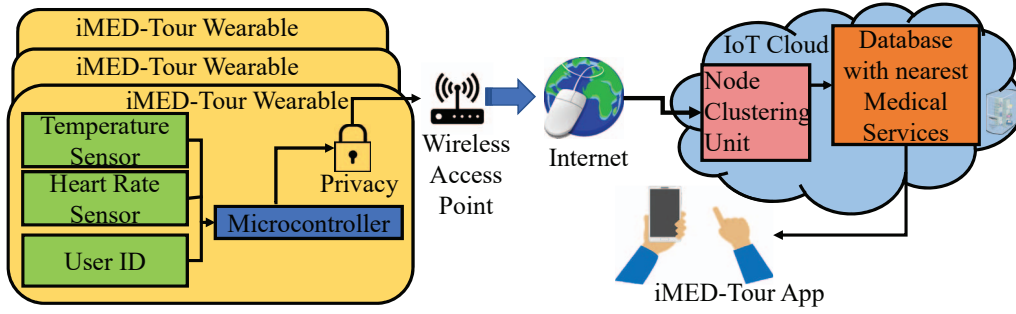 iMED-Tour Wearable
iMED-Tour Wearable
iMED-Tour Wearable
Temperature
Sensor
Heart Rate
Sensor
User ID
Microcontroller
Privacy
Wireless
Access
Point
Internet
IoT Cloud
Node
Clustering
Unit
Database
with nearest
Medical
Services
iMED-Tour App